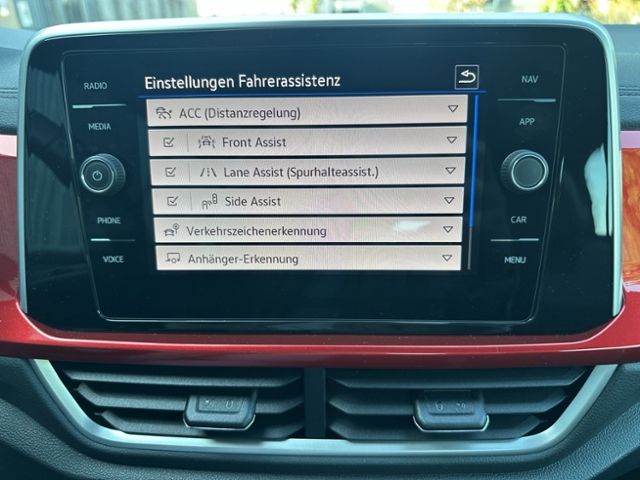 RADIO
MEDIA
PHONE
VOICE
Einstellungen Fahrerassistenz
ACC (Distanzregelung)
Front Assist
Lane Assist (Spurhalteassist.)
Side Assist
Verkehrszeichenerkennung
Anhänger-Erkennung
NAV
APP
CAR
MENU